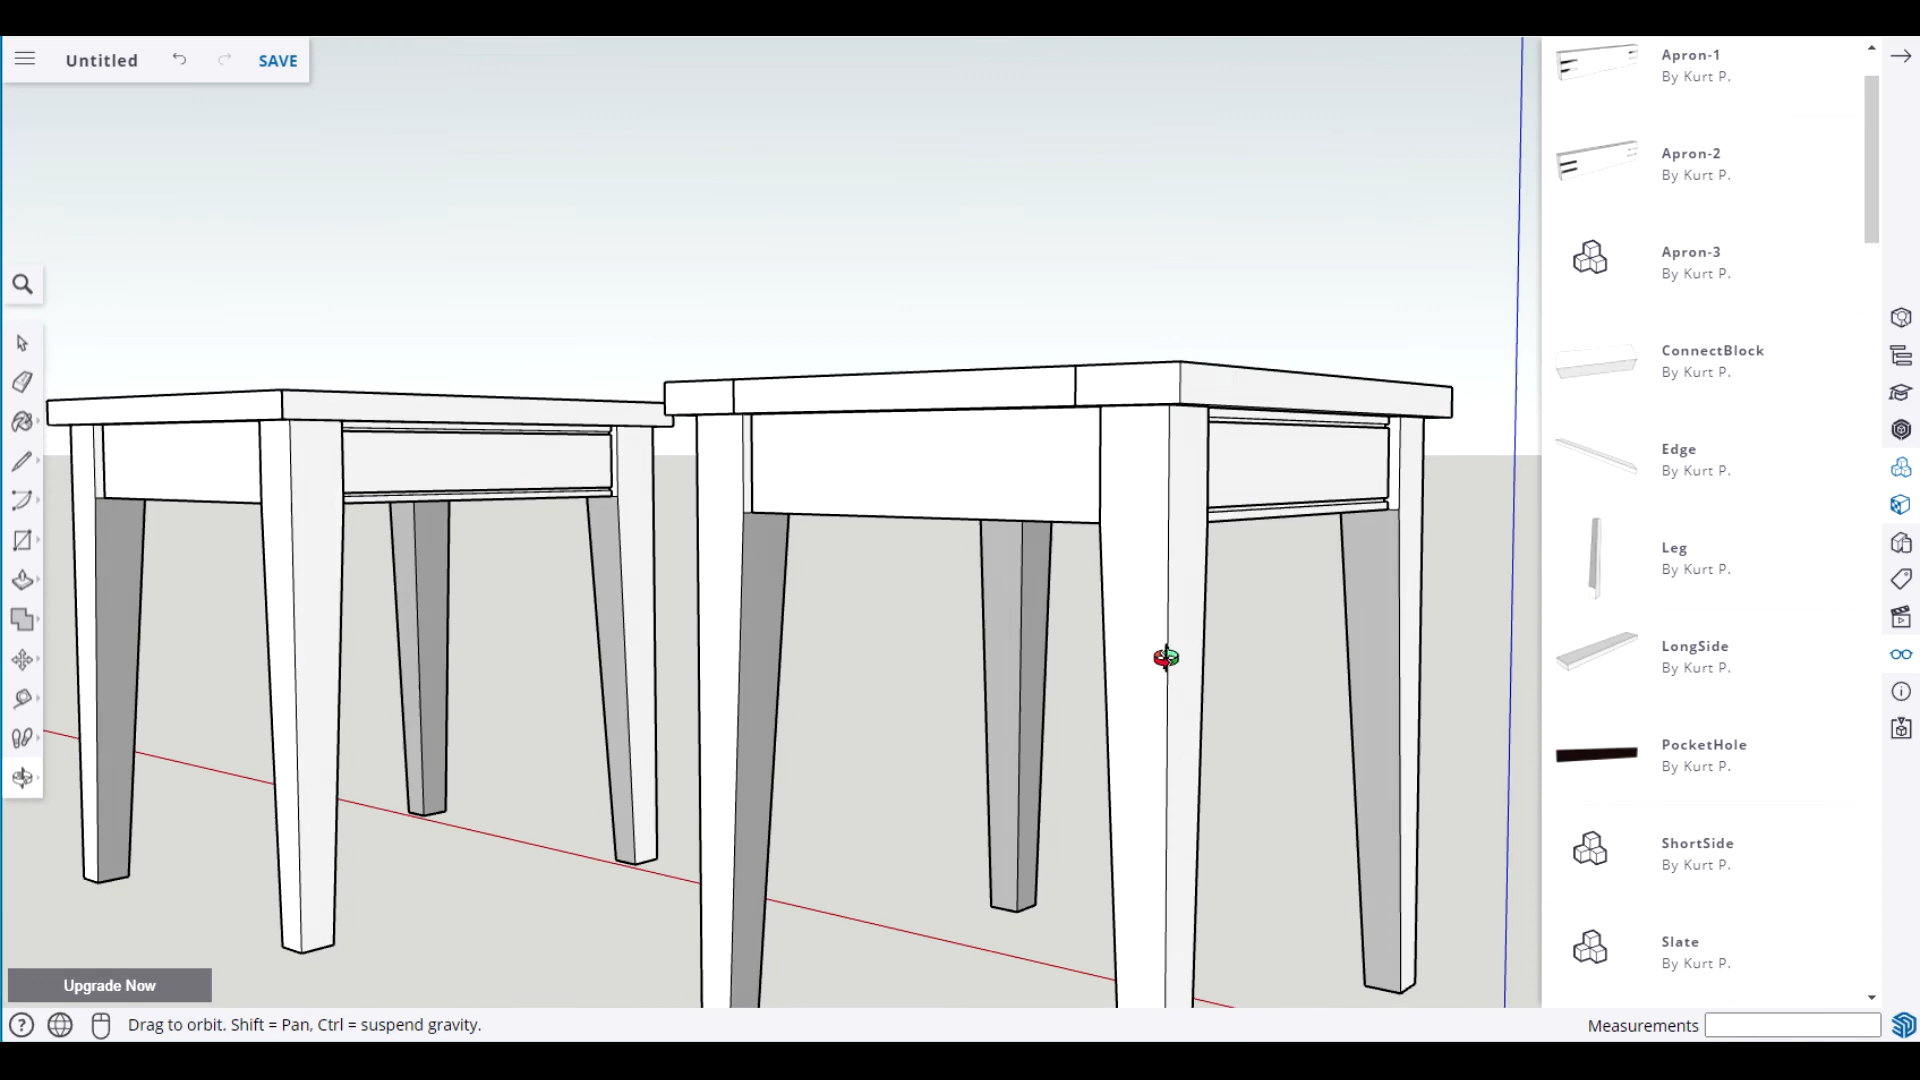 Untitled
SAVE
Apron-1
By Kurt P.
Apron-2
By Kurt P.
Apron-3
By Kurt P.
ConnectBlock
By Kurt P.
Edge
By Kurt P.
Leg
By Kurt P.
LongSide
By Kurt P.
PocketHole
By Kurt P.
ShortSide
By Kurt P.
Slate
By Kurt P.
Upgrade Now
Drag to orbit. Shift = Pan, Ctrl = suspend gravity.
Measurements